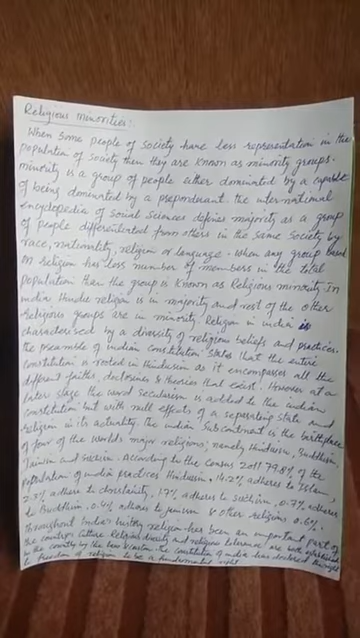 Religious Minorities:-
When some people of society have less representation in the
population of society then they are known as minority groups.
minority is a group of people either dominated by a
of being dominated by a preponderant. the international
encyclopedia of Social Sciences defines majority as a group
of people differentiated from others in the same society by
race, nationality, religion or language. when any group based
on religion has less number of members in the total
population then the group is known as Religious minority. In
india, Hindu religion is in majority and rest of the other
Religious groups are in minority. Religion in india is
characterised by a diversity of religious beliefs and practices.
the preamble of indian constitution states that the entire
constitution is rooted in Hinduism as it encompasses all the
different faiths, doctrines & theories that exist. However at a
later stage the word secularism is added to the indian
constitution but with null effects of a separating state and
Religion in its actuality. the indian Subcontinent is the birthplace
of four of the worlds major religions; namely hinduism, Buddhism,
Jainism and Sikhism. According to the census 2011 79.8% of the
population of india practices Hinduism, 14.2% adheres to Islam,
2.3% adhere to christianity, 1.7% adheres to Sikhism, 0.7% adheres
to Buddhism, 0.4% adheres to jainism & other religions 0.6%.
throughout India's history religion has been an important part of
the country's culture Religious diversity and religious tolerance are both established
in the country by the law & custom. the constitution of india has declared the right
to freedom of religion to be a fundamental right.